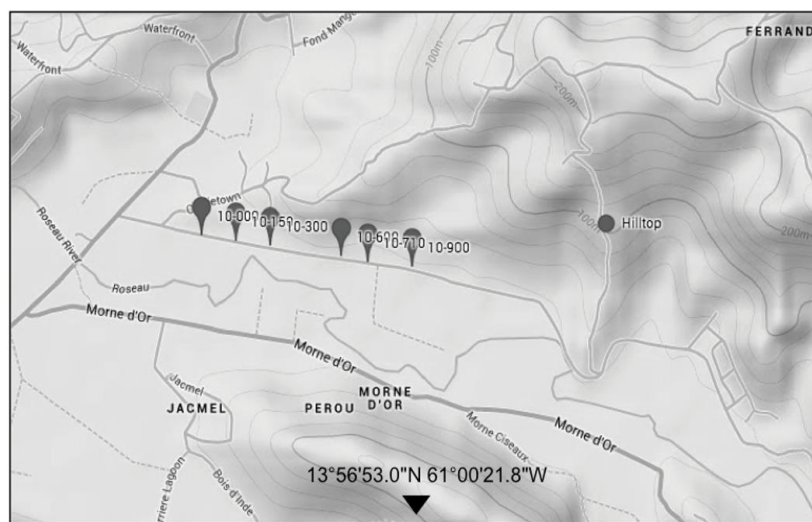 Waterfront
Waterfront
Fond Mang
FERRAND
100m
200m
100m
200m
10-000
10-150
10-300
10-600
10-710
10-900
Hilltop
Roseau River
Roseau
Morne d'Or
Morne d'Or
JACMEL
Jacmel
PEROU
MORNE
D'OR
Morne Ciseaux
Morne d'Or
rriere Lagoon
Bois d'Inde
13°56'53.0"N 61°00'21.8"W